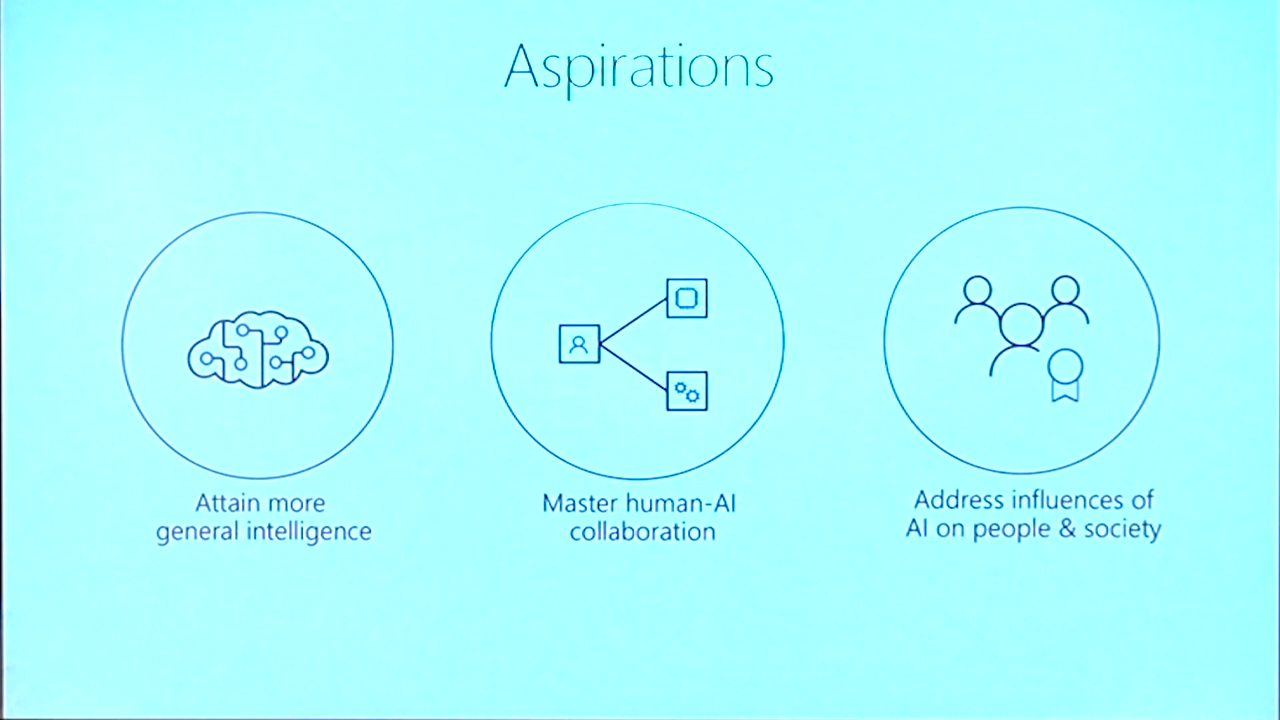 Aspirations
Attain more
general intelligence
Master human-AI
collaboration
Address influences of
AI on people & society